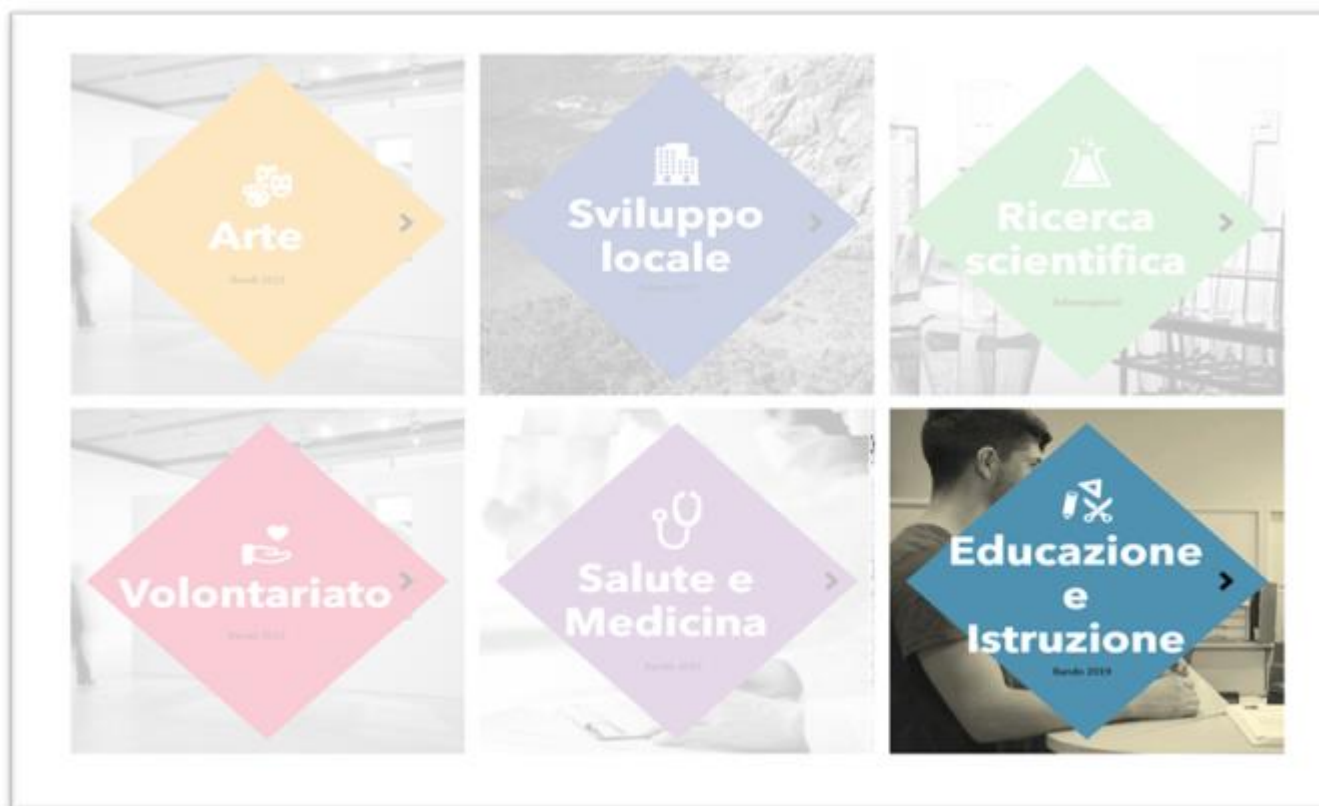 Arte
Sviluppo
locale
Ricerca
scientifica
Volontariato
Salute e
Medicina
Educazione
e
Istruzione
Bando 2019